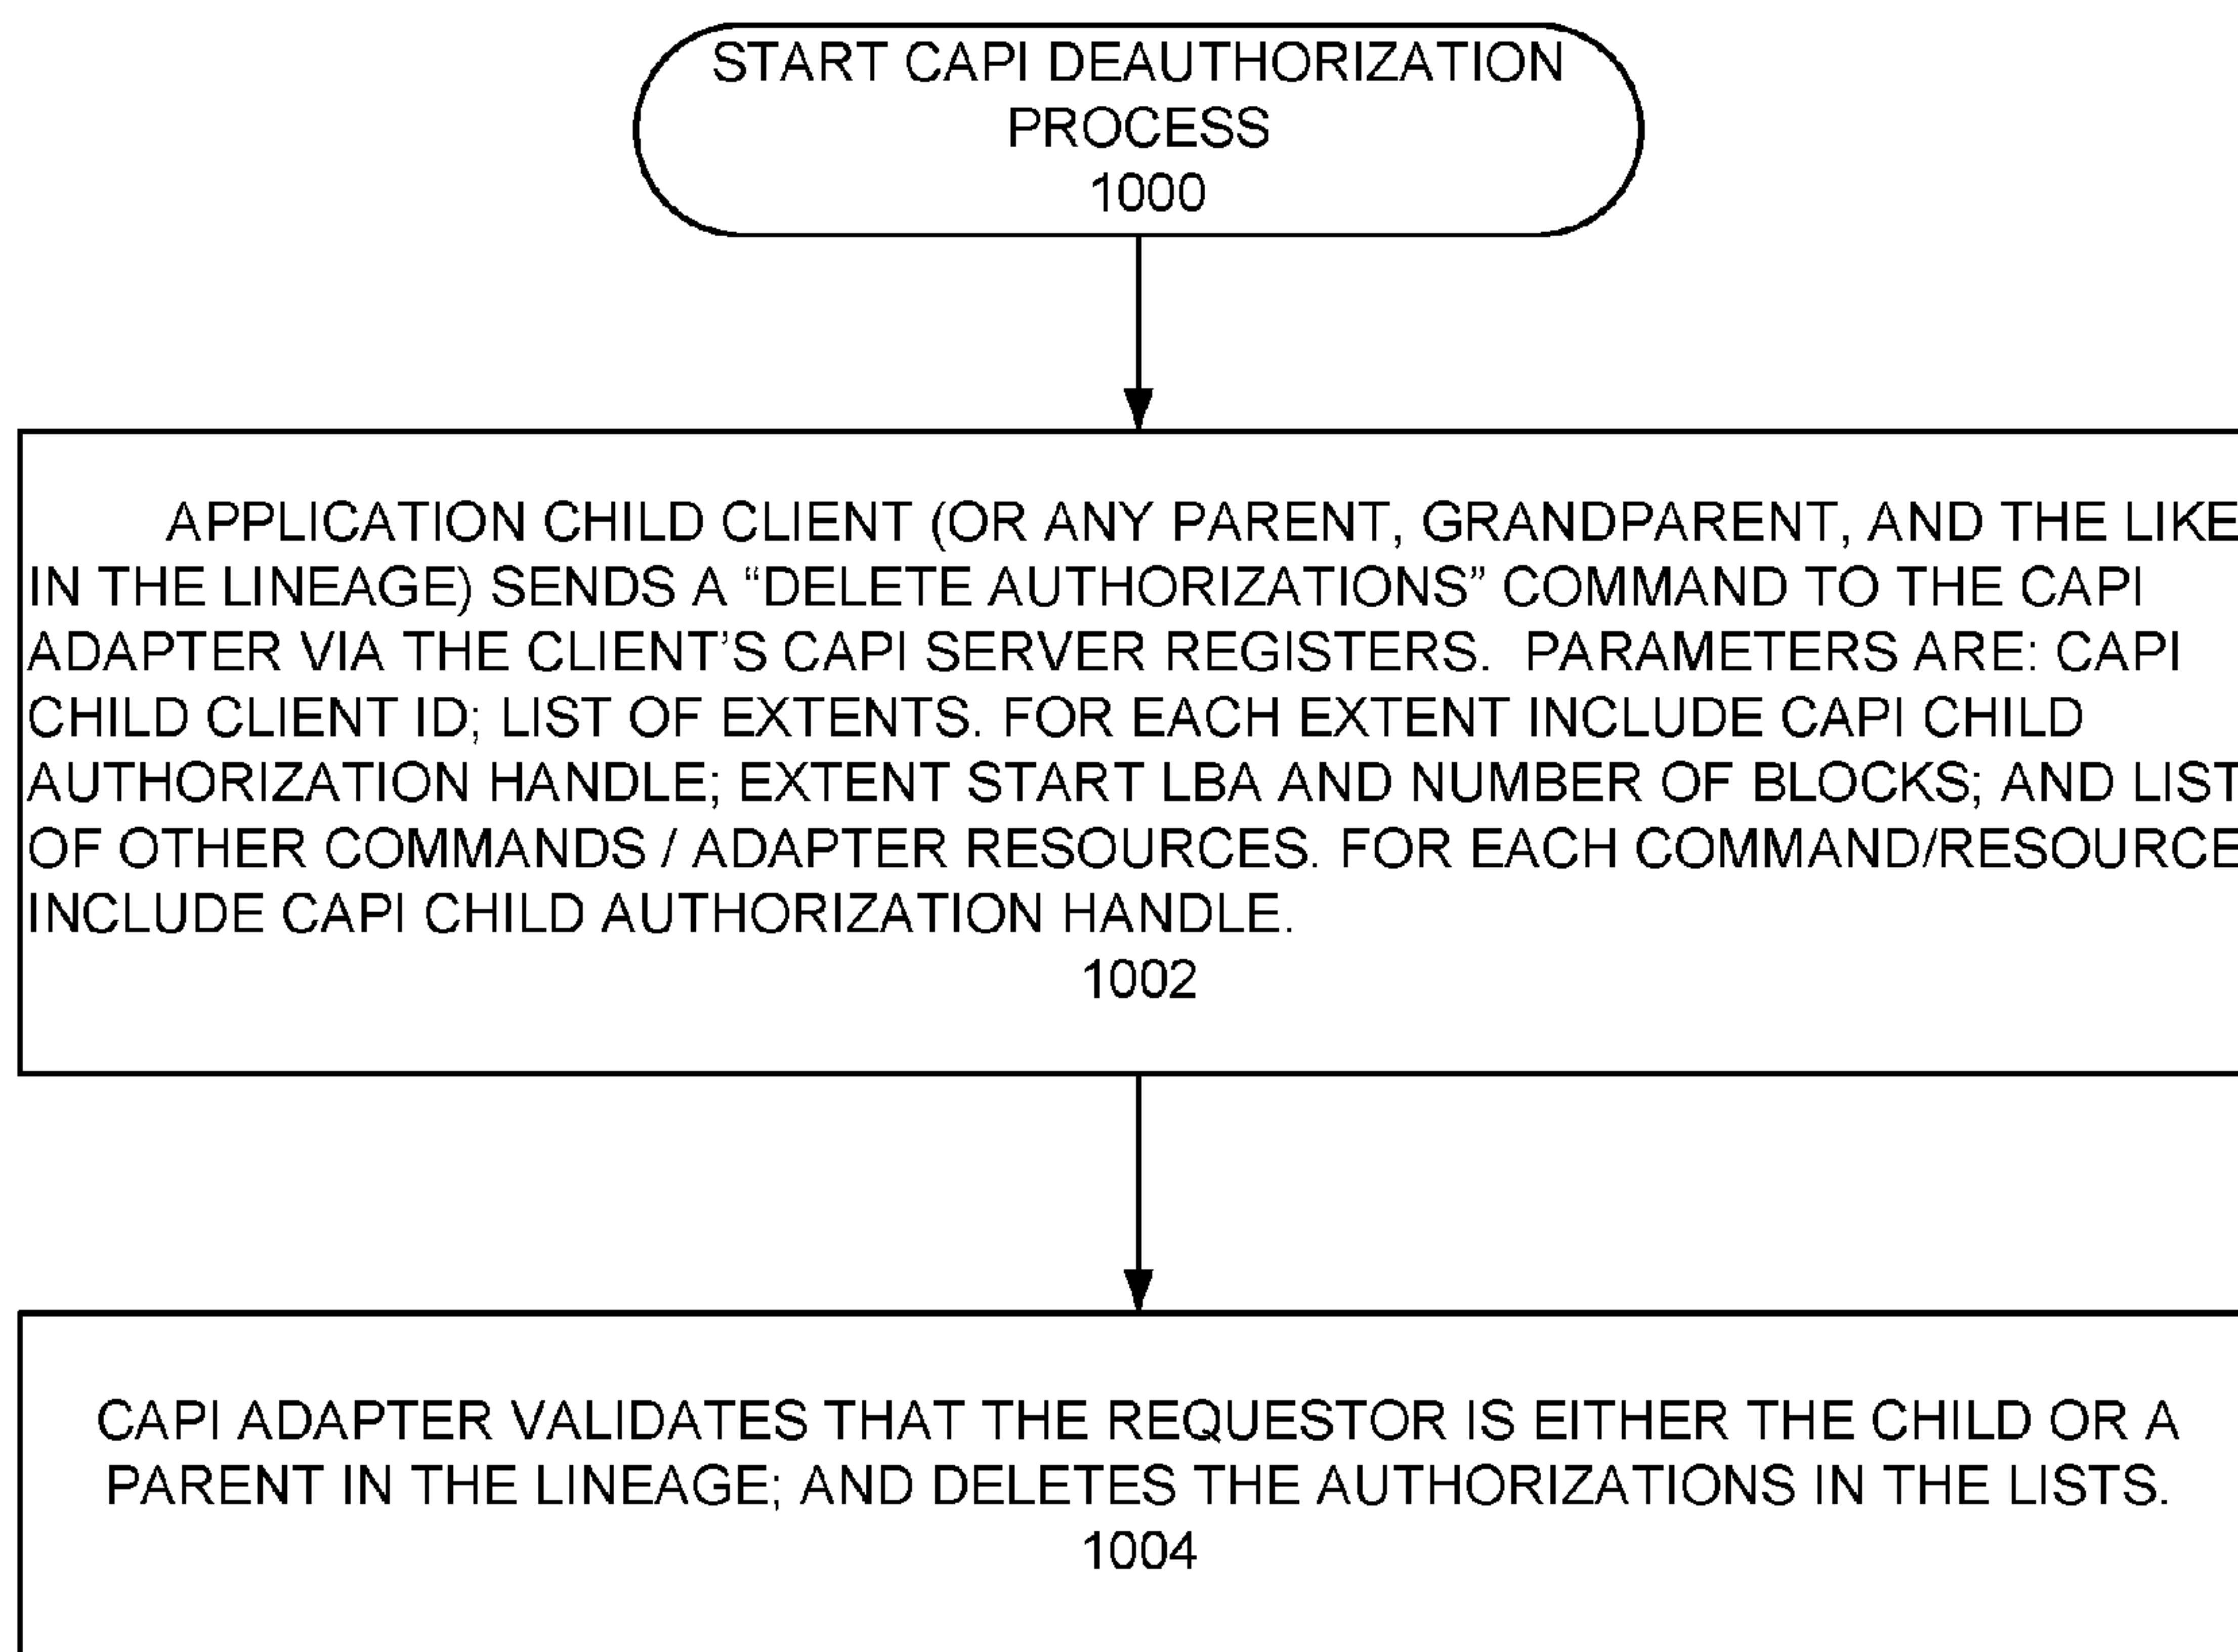 START CAPI DEAUTHORIZATION
PROCESS
1000
APPLICATION CHILD CLIENT (OR ANY PARENT, GRANDPARENT, AND THE LIKE
IN THE LINEAGE) SENDS A “DELETE AUTHORIZATIONS” COMMAND TO THE CAPI
ADAPTER VIA THE CLIENT’S CAPI SERVER REGISTERS. PARAMETERS ARE: CAPI
CHILD CLIENT ID; LIST OF EXTENTS. FOR EACH EXTENT INCLUDE CAPI CHILD
AUTHORIZATION HANDLE; EXTENT START LBA AND NUMBER OF BLOCKS; AND LIST
OF OTHER COMMANDS / ADAPTER RESOURCES. FOR EACH COMMAND/RESOURCE
INCLUDE CAPI CHILD AUTHORIZATION HANDLE.
1002
CAPI ADAPTER VALIDATES THAT THE REQUESTOR IS EITHER THE CHILD OR A
PARENT IN THE LINEAGE; AND DELETES THE AUTHORIZATIONS IN THE LISTS.
1004